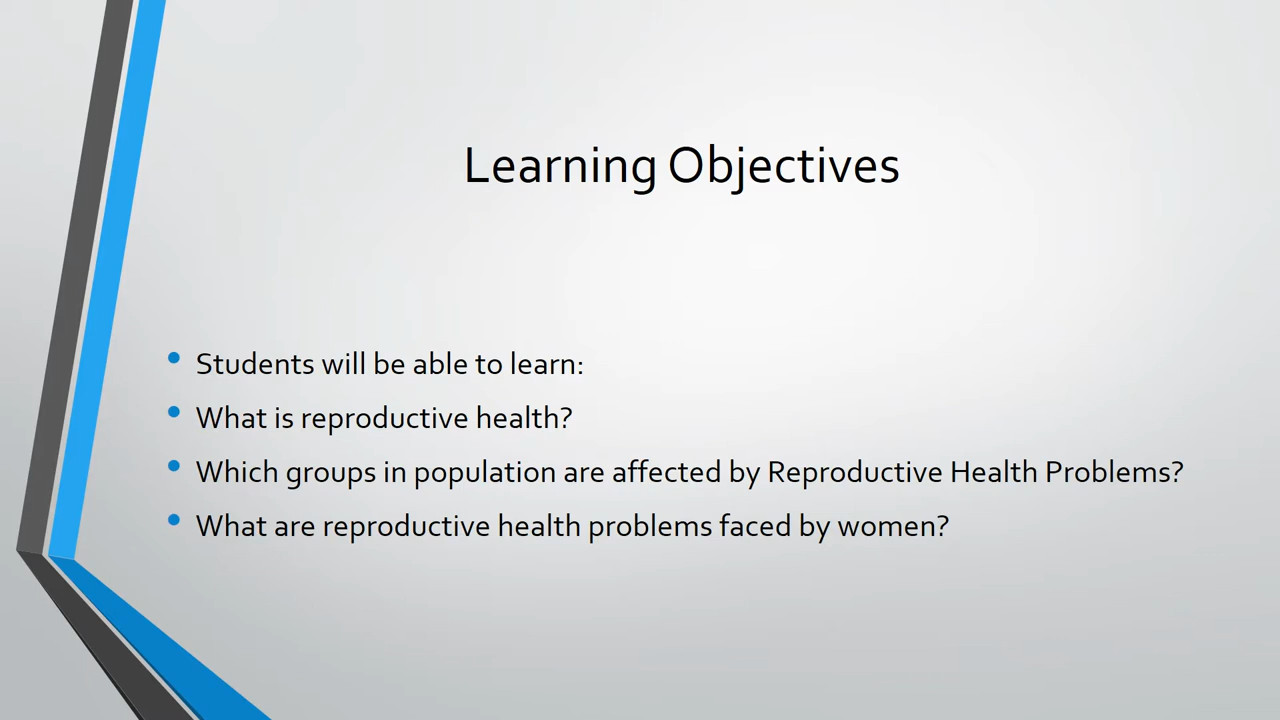 Learning Objectives
• Students will be able to learn:
• What is reproductive health?
• Which groups in population are affected by Reproductive Health Problems?
• What are reproductive health problems faced by women?